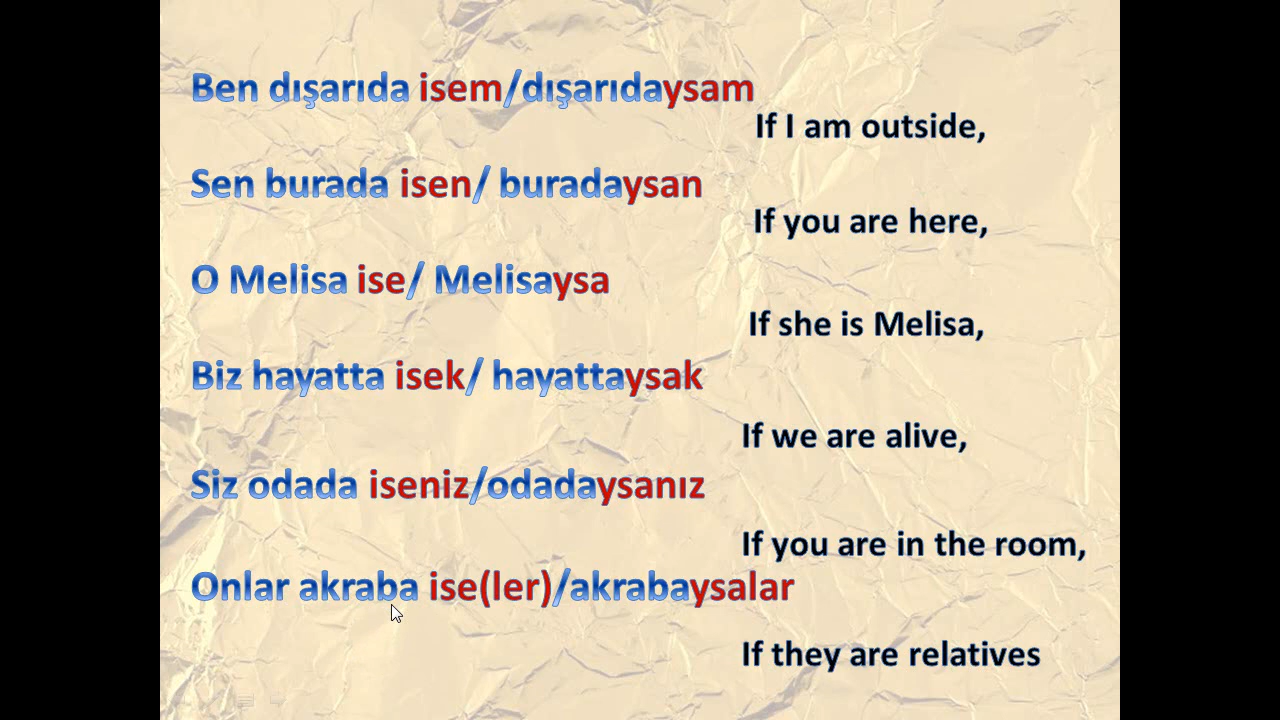 Ben dışarıda isem/dışarıdaysam
If I am outside,
Sen burada isen/ buradaysan
If you are here,
O Melisa ise/ Melisaysa
If she is Melisa,
Biz hayatta isek/ hayattaysak
If we are alive,
Siz odada iseniz/odadaysanız
If you are in the room,
Onlar akraba ise(ler)/akrabaysalar
If they are relatives